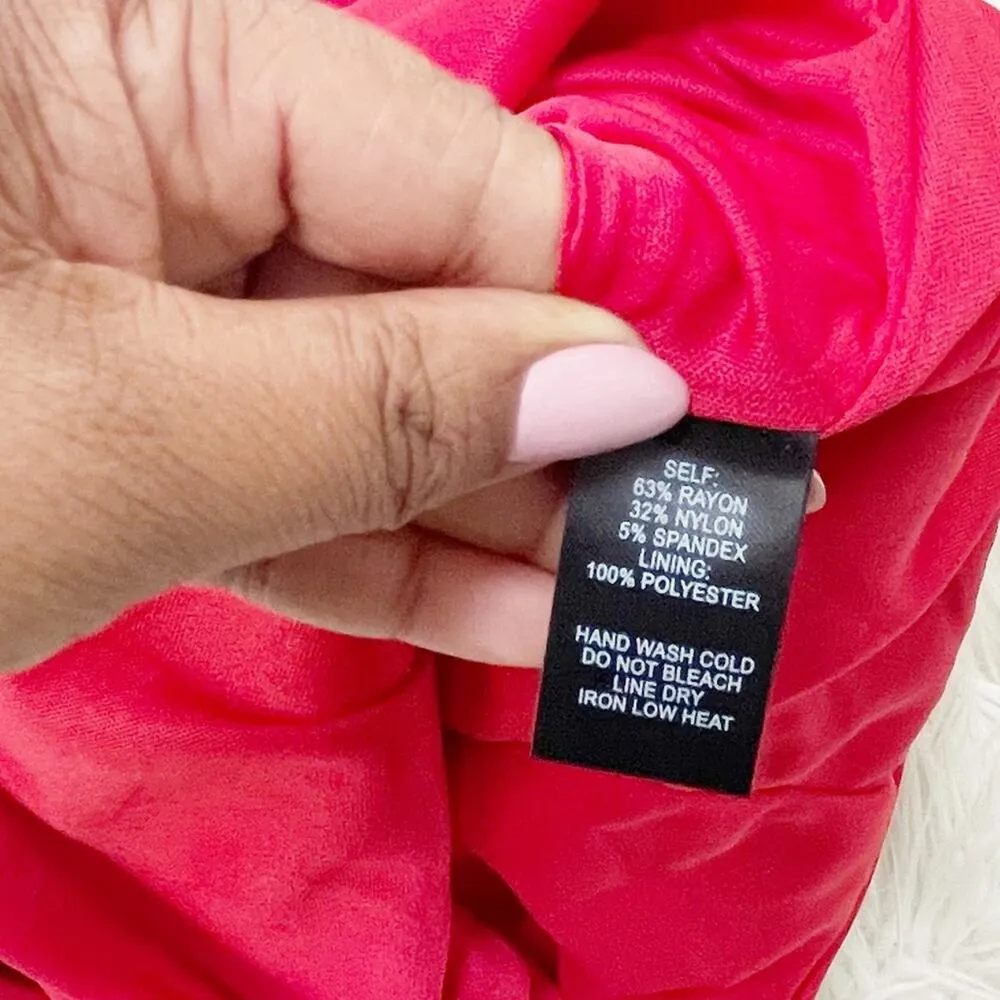 SELF:
63% RAYON
32% NYLON
5% SPANDEX
LINING:
100% POLYESTER
HAND WASH COLD
DO NOT BLEACH
LINE DRY
IRON LOW HEAT